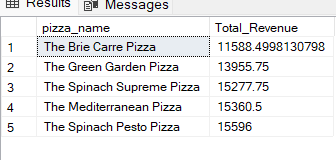 Results Messages
pizza_name Total_Revenue
1 The Brie Carre Pizza 11588.4998130798
2 The Green Garden Pizza 13955.75
3 The Spinach Supreme Pizza 15277.75
4 The Mediterranean Pizza 15360.5
5 The Spinach Pesto Pizza 15596